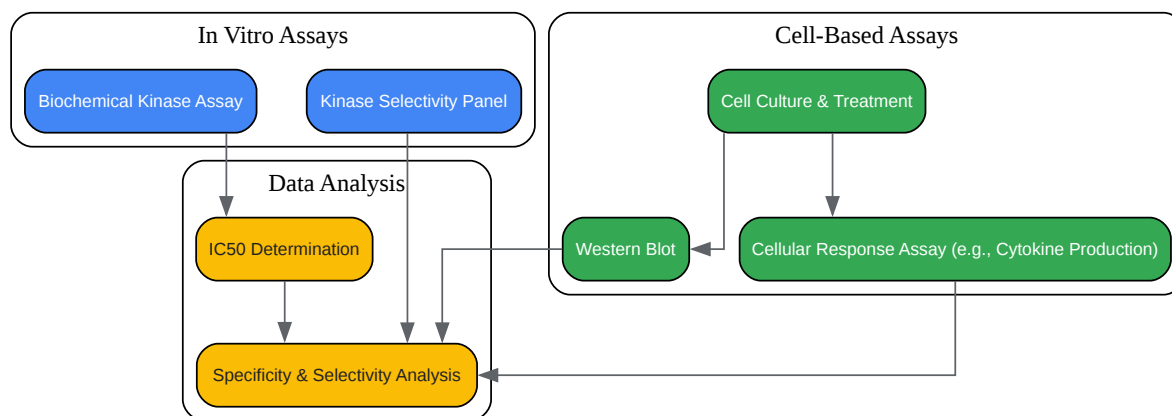 In Vitro Assays
Cell-Based Assays
Biochemical Kinase Assay
Kinase Selectivity Panel
Cell Culture & Treatment
Data Analysis
IC50 Determination
Western Blot
Cellular Response Assay (e.g., Cytokine Production)
Specificity & Selectivity Analysis